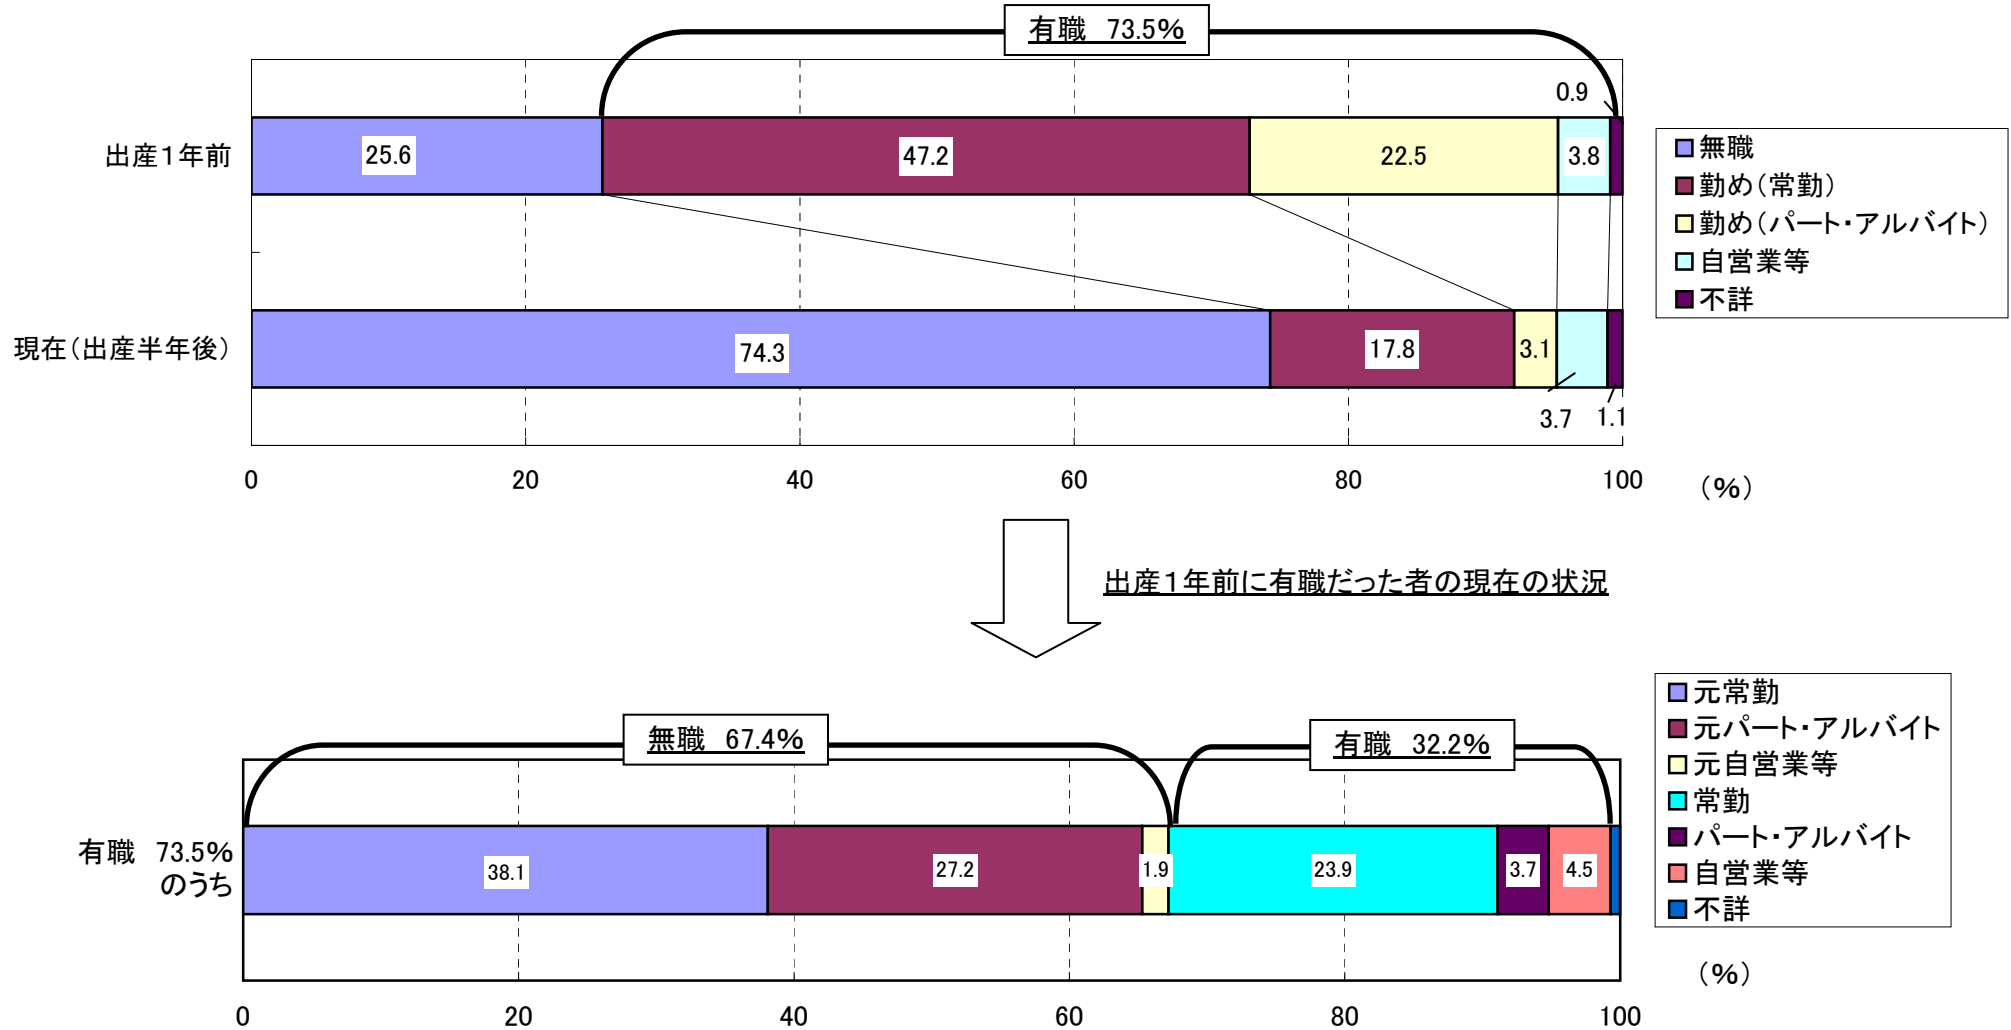 有職　73.5%
0.9
出産１年前
25.6
47.2
22.5
3.8
無職
勤め（常勤）
勤め（パート・アルバイト）
自営業等
不詳
現在（出産半年後）
74.3
17.8
3.1
3.7
1.1
0
20
40
60
80
100
（%）
出産１年前に有職だった者の現在の状況
無職　67.4%
有職　32.2%
有職　73.5%
のうち
38.1
27.2
1.9
23.9
3.7
4.5
元常勤
元パート・アルバイト
元自営業等
常勤
パート・アルバイト
自営業等
不詳
（%）
0
20
40
60
80
100